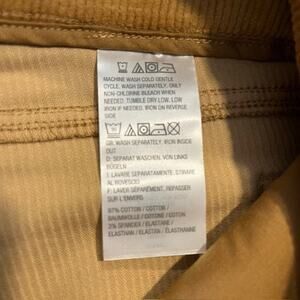 MACHINE WASH COLD GENTLE
CYCLE, WASH SEPARATELY, ONLY
NON-CHLORINE BLEACH WHEN
NEEDED, TUMBLE DRY LOW, LOW
IRON IF NEEDED, IRON ON REVERSE
SIDE
GB: WASH SEPARATELY, IRON INSIDE
OUT
D: SEPARAT WASCHEN, VON LINKS
BÜGELN
I: LAVARE SEPARATAMENTE, STIRARE
AL ROVESCIO
F: LAVER SÉPARÉMENT, REPASSER
SUR L'ENVERS
97% COTTON / COTTON /
BAUMWOLLE / COTONE / COTON
3% SPANDEX / ELASTANE /
ELASTHAN / ELASTAN / ELASTHANNE